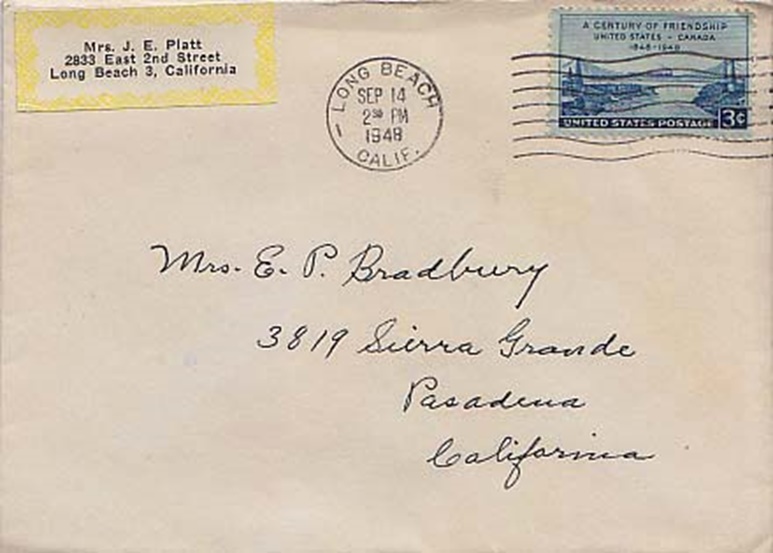 Mrs. J. E. Platt
2833 East 2nd Street
Long Beach 3, California
LONG BEACH
SEP 14
2 30 PM
1948
CALIF.
A CENTURY OF FRIENDSHIP
UNITED STATES - CANADA
1848-1948
UNITED STATES POSTAGE 3¢
Mrs. E. P. Bradbury
3819 Sierra Grande
Pasadena
California